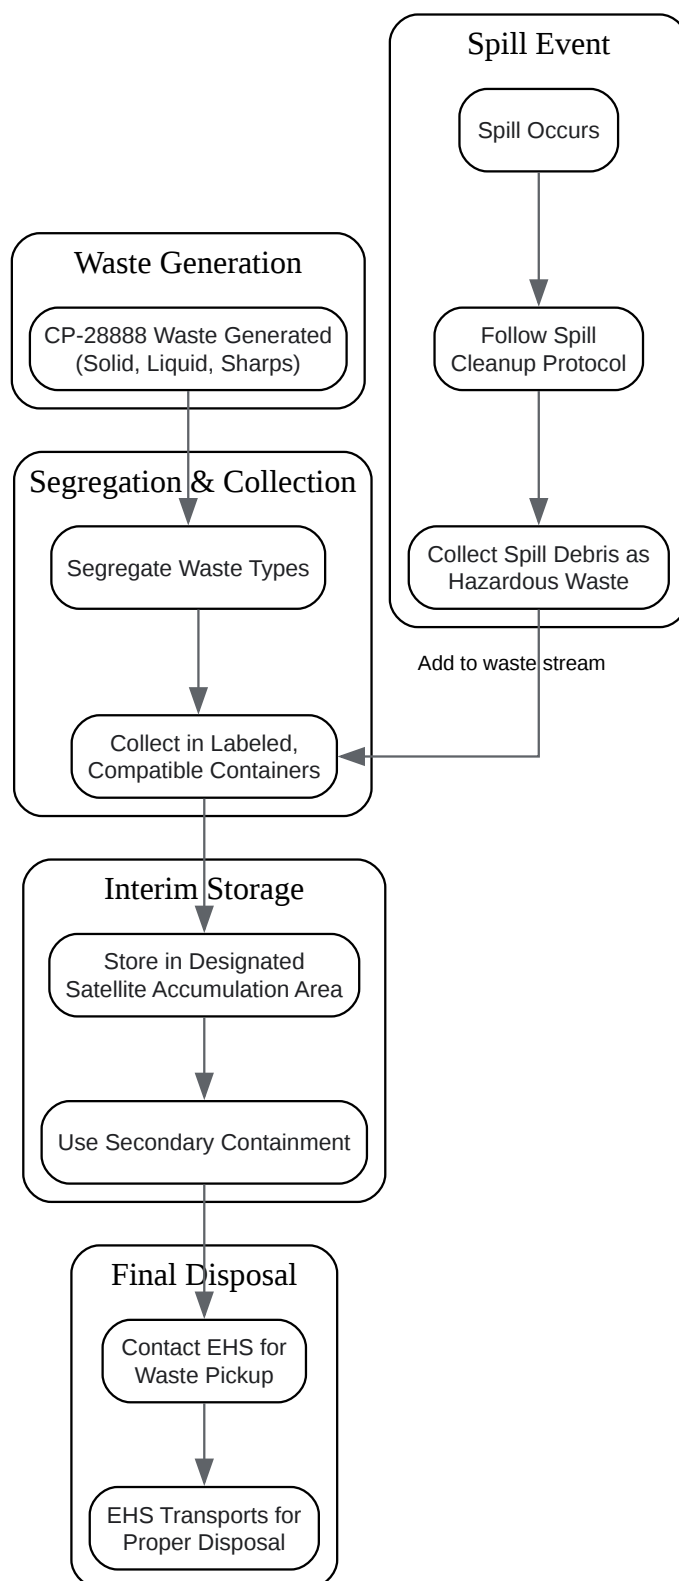 Spill Event
Spill Occurs
Follow Spill
Cleanup Protocol
Collect Spill Debris as
Hazardous Waste
Add to waste stream
Waste Generation
CP-28888 Waste Generated
(Solid, Liquid, Sharps)
Segregation & Collection
Segregate Waste Types
Collect in Labeled,
Compatible Containers
Interim Storage
Store in Designated
Satellite Accumulation Area
Use Secondary Containment
Final Disposal
Contact EHS for
Waste Pickup
EHS Transports for
Proper Disposal